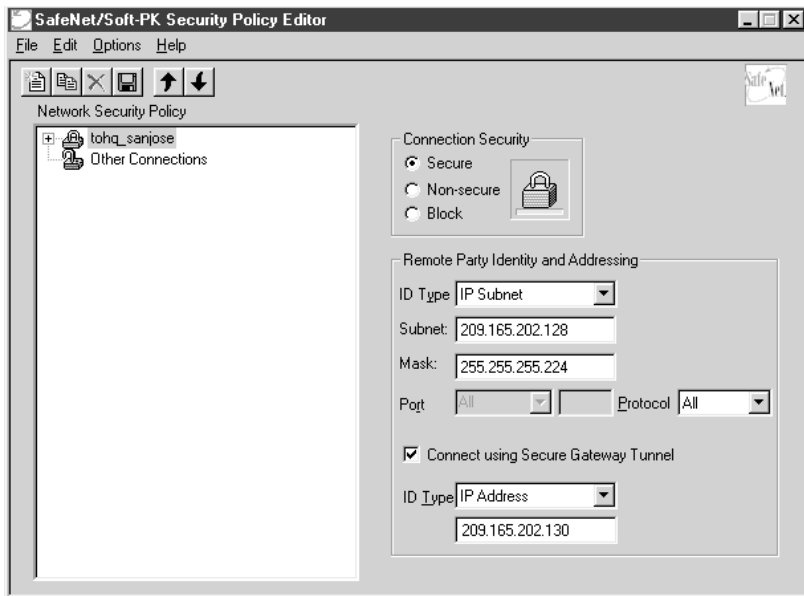 SafeNet/Soft-PK Security Policy Editor
File Edit Options Help
Safe Net.
Network Security Policy
tohq_sanjose
Other Connections
Connection Security
Secure
Non-secure
Block
Remote Party Identity and Addressing
ID Type IP Subnet
Subnet: 209.165.202.128
Mask: 255.255.255.224
Port All Protocol All
Connect using Secure Gateway Tunnel
ID Type IP Address
209.165.202.130